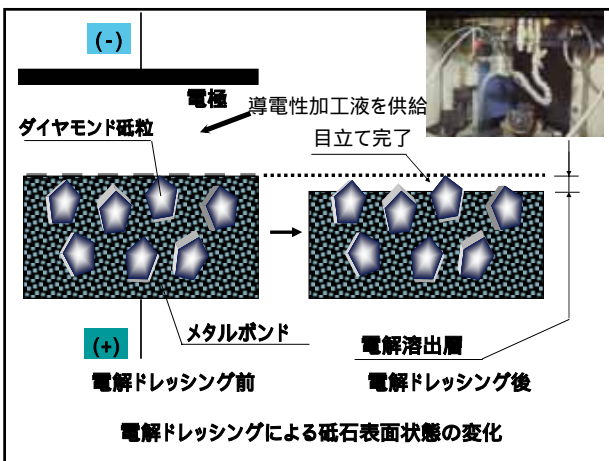 (-)
電極
導電性加工液を供給
ダイヤモンド砥粒
目立て完了
(+)
メタルボンド
電解溶出層
電解ドレッシング前
電解ドレッシング後
電解ドレッシングによる砥石表面状態の変化